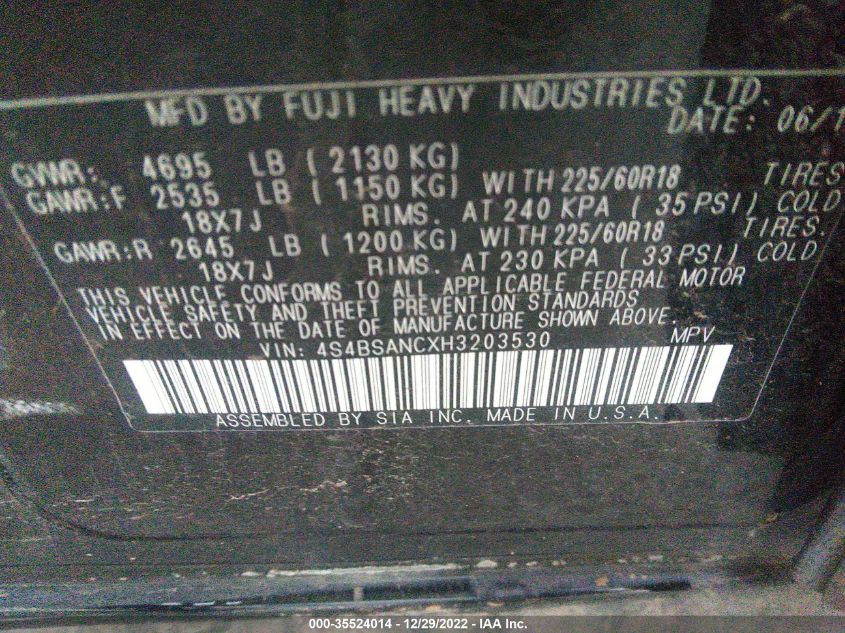 MFD BY FUJI HEAVY INDUSTRIES LTD.
DATE: 06/1
GVWR: 4695 LB ( 2130 KG)
GAWR:F 2535 LB ( 1150 KG) WITH 225/60R18 TIRES
18X7J RIMS. AT 240 KPA ( 35 PSI) COLD
GAWR:R 2645 LB ( 1200 KG) WITH 225/60R18 TIRES.
18X7J RIMS. AT 230 KPA ( 33 PSI) COLD
THIS VEHICLE CONFORMS TO ALL APPLICABLE FEDERAL MOTOR
VEHICLE SAFETY AND THEFT PREVENTION STANDARDS
IN EFFECT ON THE DATE OF MANUFACTURE SHOWN ABOVE.
VIN: 4S4BSANCXH3203530 MPV
ASSEMBLED BY SIA INC. MADE IN U.S.A.
000-35524014 - 12/29/2022 - IAA Inc.